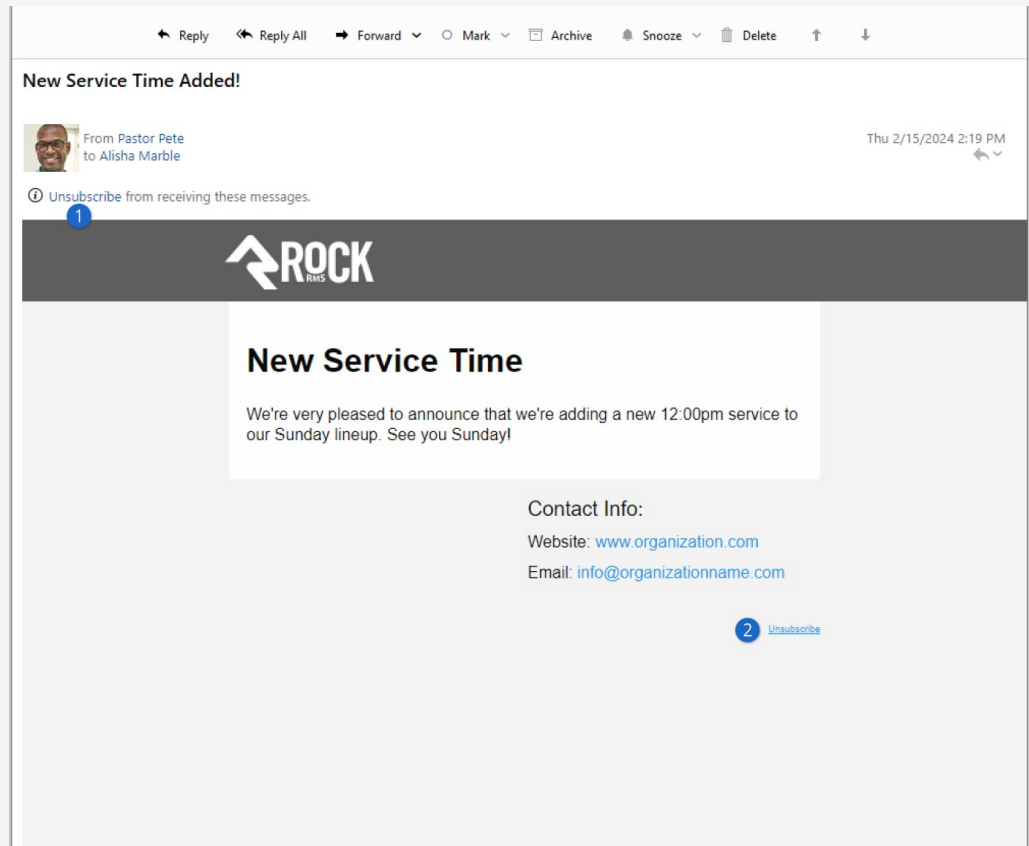 Reply Reply All Forward Mark Archive Snooze Delete
New Service Time Added!
From Pastor Pete
to Alisha Marble
Thu 2/15/2024 2:19 PM
Unsubscribe from receiving these messages.
1
ROCK
RMS
New Service Time
We're very pleased to announce that we're adding a new 12:00pm service to
our Sunday lineup. See you Sunday!
Contact Info:
Website: www.organization.com
Email: info@organizationname.com
2 Unsubscribe